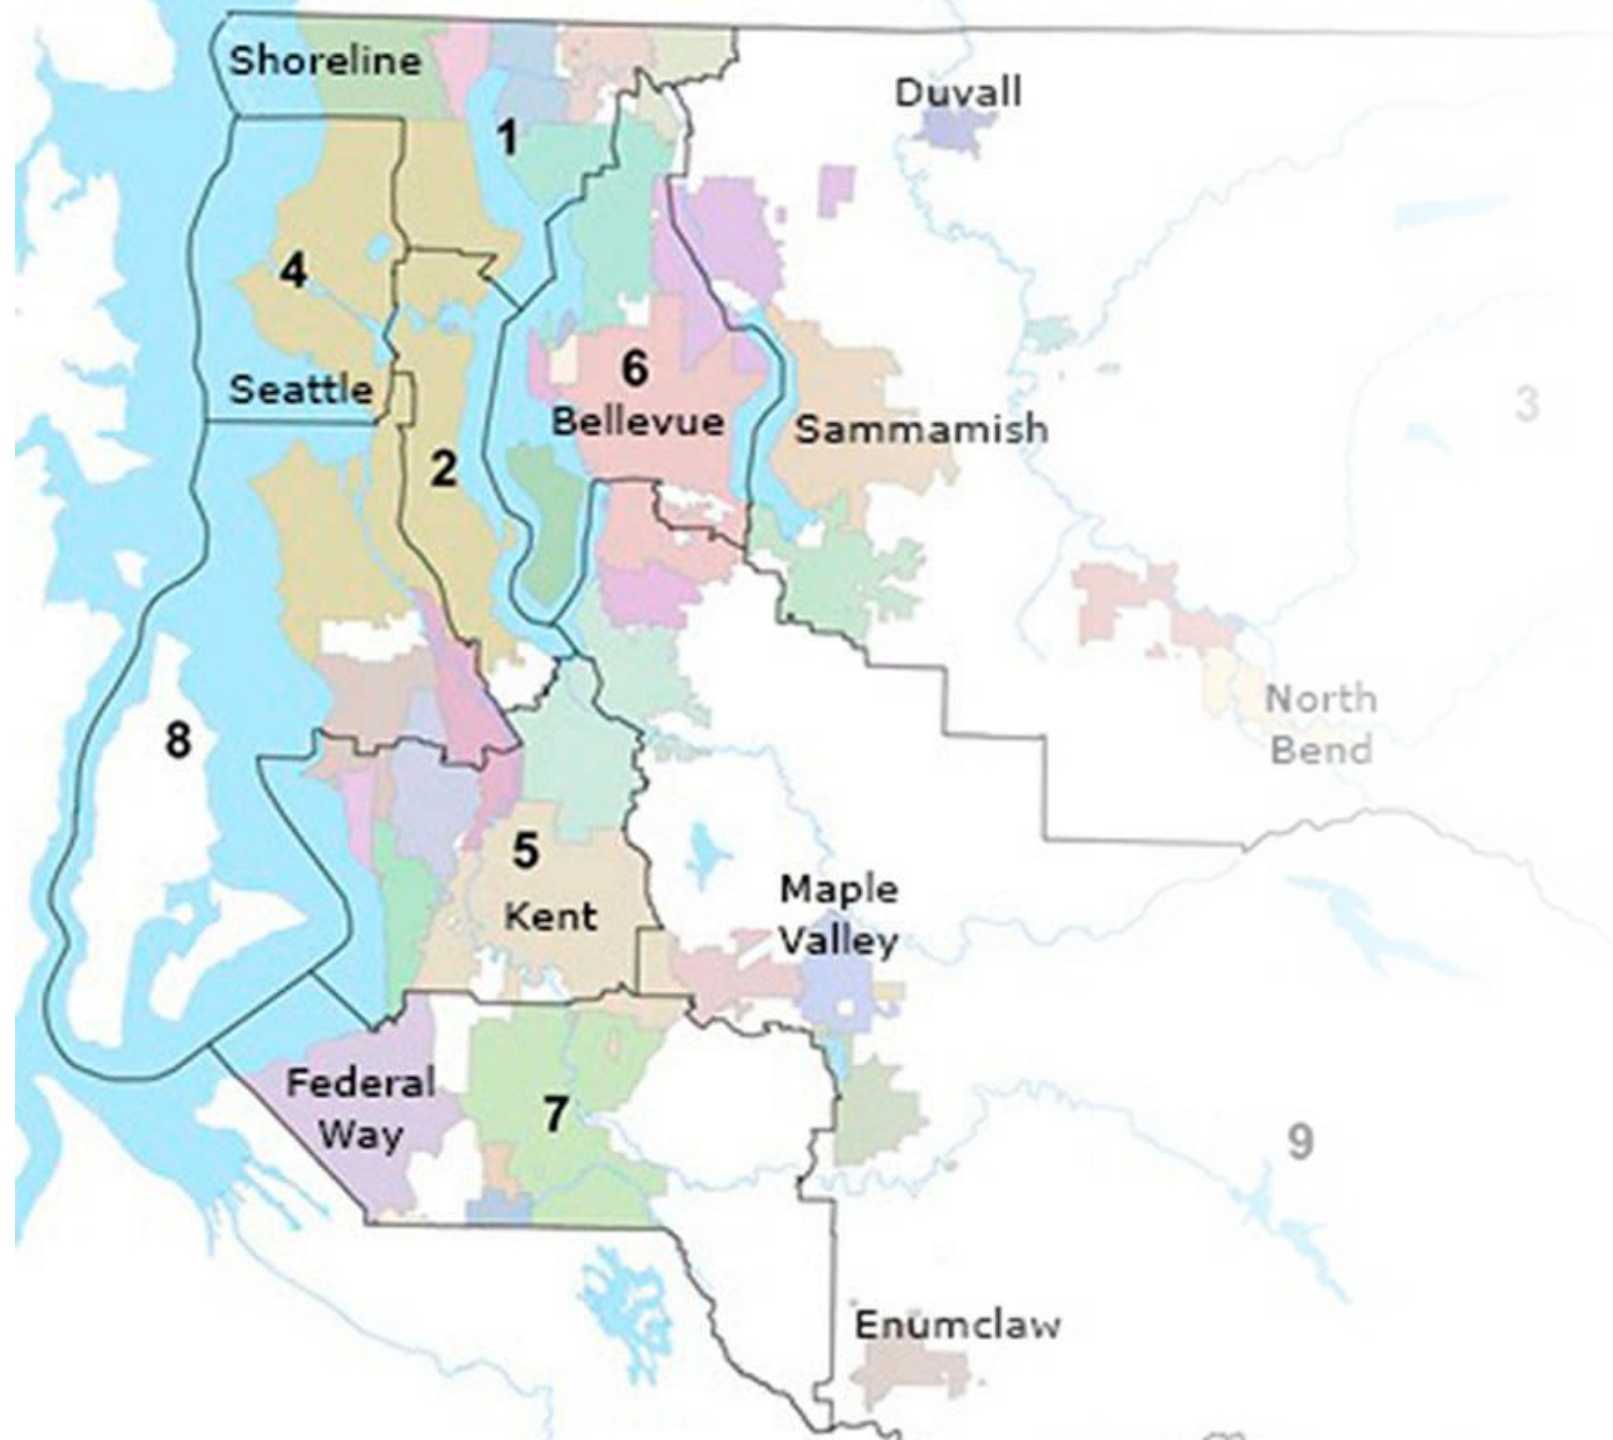 Shoreline
Duvall
1
4
6
Seattle
Bellevue
Sammamish
3
2
North
Bend
8
5
Kent
Maple
Valley
Federal
Way
7
9
Enumclaw